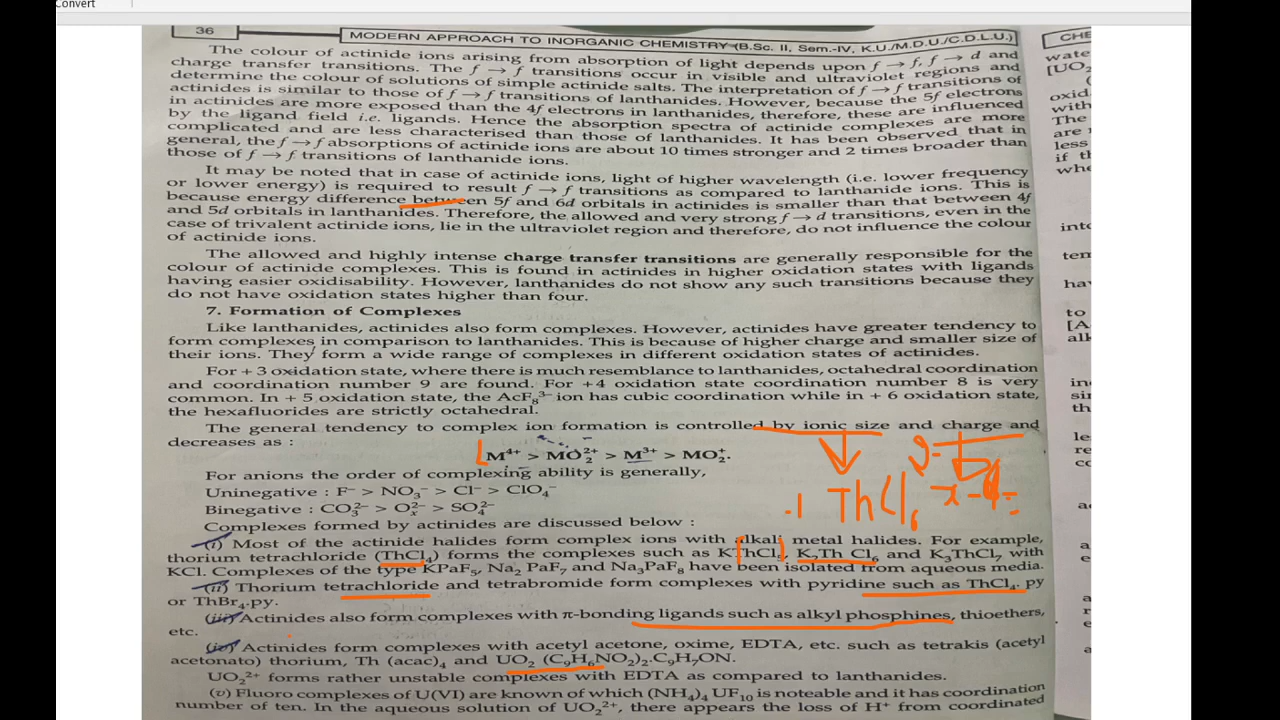 Convert
36
MODERN APPROACH TO INORGANIC CHEMISTRY (B.Sc. II, Sem.-IV, K.U./M.D.U./C.D.L.U.)
The colour of actinide ions arising from absorption of light depends upon f → f, f → d and
charge transfer transitions. The f → f transitions occur in visible and ultraviolet regions and
determine the colour of solutions of simple actinide salts. The interpretation of f → f transitions of
actinides is similar to those of f → f transitions of lanthanides. However, because the 5f electrons
in actinides are more exposed than the 4f electrons in lanthanides, therefore, these are influenced
by the ligand field i.e. ligands. Hence the absorption spectra of actinide complexes are more
complicated and are less characterised than those of lanthanides. It has been observed that in
general, the f → f absorptions of actinide ions are about 10 times stronger and 2 times broader than
those of f → f transitions of lanthanide ions.
It may be noted that in case of actinide ions, light of higher wavelength (i.e. lower frequency
or lower energy) is required to result f → f transitions as compared to lanthanide ions. This is
because energy difference between 5f and 6d orbitals in actinides is smaller than that between 4f
and 5d orbitals in lanthanides. Therefore, the allowed and very strong f → d transitions, even in the
case of trivalent actinide ions, lie in the ultraviolet region and therefore, do not influence the colour
of actinide ions.
The allowed and highly intense charge transfer transitions are generally responsible for the
colour of actinide complexes. This is found in actinides in higher oxidation states with ligands
having easier oxidisability. However, lanthanides do not show any such transitions because they
do not have oxidation states higher than four.
7. Formation of Complexes
Like lanthanides, actinides also form complexes. However, actinides have greater tendency to
form complexes in comparison to lanthanides. This is because of higher charge and smaller size of
their ions. They form a wide range of complexes in different oxidation states of actinides.
For + 3 oxidation state, where there is much resemblance to lanthanides, octahedral coordination
and coordination number 9 are found. For +4 oxidation state coordination number 8 is very
common. In + 5 oxidation state, the AcF₈³⁻ ion has cubic coordination while in + 6 oxidation state,
the hexafluorides are strictly octahedral.
The general tendency to complex ion formation is controlled by ionic size and charge and
decreases as :
M⁴⁺ > MO₂²⁺ > M³⁺ > MO₂⁺.
For anions the order of complexing ability is generally,
Uninegative : F⁻ > NO₃⁻ > Cl⁻ > ClO₄⁻
Binegative : CO₃²⁻ > Oₓ²⁻ > SO₄²⁻
ThCl₆
Complexes formed by actinides are discussed below :
(i) Most of the actinide halides form complex ions with alkali metal halides. For example,
thorium tetrachloride (ThCl₄) forms the complexes such as KThCl₅, K₂Th Cl₆ and K₃ThCl₇ with
KCl. Complexes of the type KPaF₅, Na₂ PaF₇ and Na₃PaF₈ have been isolated from aqueous media.
(ii) Thorium tetrachloride and tetrabromide form complexes with pyridine such as ThCl₄. py
or ThBr₄.py.
(iii) Actinides also form complexes with π-bonding ligands such as alkyl phosphines, thioethers,
etc.
(iv) Actinides form complexes with acetyl acetone, oxime, EDTA, etc. such as tetrakis (acetyl
acetonato) thorium, Th (acac)₄ and UO₂ (C₉H₆NO₂)₂.C₉H₇ON.
UO₂²⁺ forms rather unstable complexes with EDTA as compared to lanthanides.
(v) Fluoro complexes of U(VI) are known of which (NH₄)₄ UF₁₀ is noteable and it has coordination
number of ten. In the aqueous solution of UO₂²⁺, there appears the loss of H⁺ from coordinated
CHE
wate
[UO₂
oxid
with
The
are
less
if th
whe
into
tem
hav
to
[A
alk
in
sin
th
le
re
co